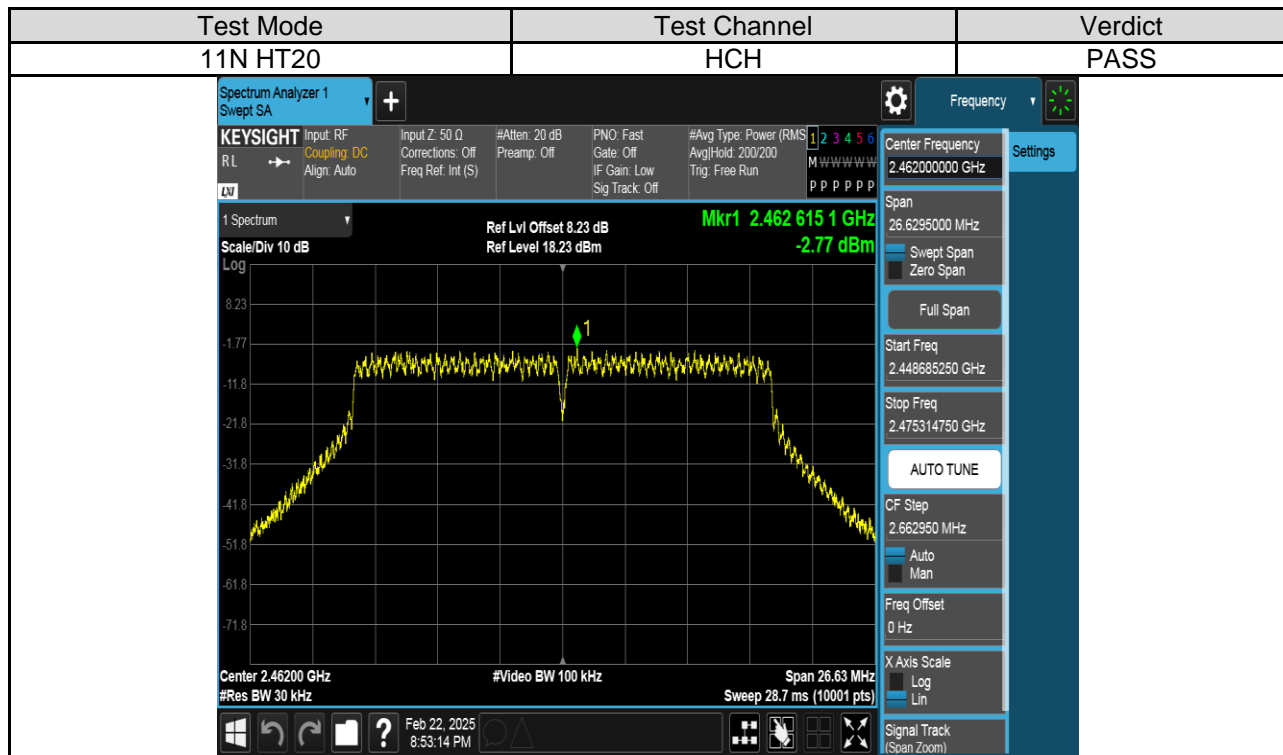 Test Mode Test Channel Verdict
11N HT20 HCH PASS
Spectrum Analyzer 1
Swept SA
+
Frequency
KEYSIGHT Input: RF Input Z: 50 Ω #Atten: 20 dB PNO: Fast #Avg Type: Power (RMS 1 2 3 4 5 6
RL Coupling: DC Corrections: Off Preamp: Off Gate: Off Avg|Hold: 200/200 M W W W W W
Align: Auto Freq Ref: Int (S) IF Gain: Low Trig: Free Run
LXI Sig Track: Off P P P P P P
1 Spectrum Ref Lvl Offset 8.23 dB Mkr1 2.462 615 1 GHz
Scale/Div 10 dB Ref Level 18.23 dBm -2.77 dBm
Log
8.23
1
-1.77
-11.8
-21.8
-31.8
-41.8
-51.8
-61.8
-71.8
Center 2.46200 GHz #Video BW 100 kHz Span 26.63 MHz
#Res BW 30 kHz Sweep 28.7 ms (10001 pts)
? Feb 22, 2025
8:53:14 PM
Center Frequency
2.462000000 GHz
Settings
Span
26.6295000 MHz
Swept Span
Zero Span
Full Span
Start Freq
2.448685250 GHz
Stop Freq
2.475314750 GHz
AUTO TUNE
CF Step
2.662950 MHz
Auto
Man
Freq Offset
0 Hz
X Axis Scale
Log
Lin
Signal Track
(Span Zoom)